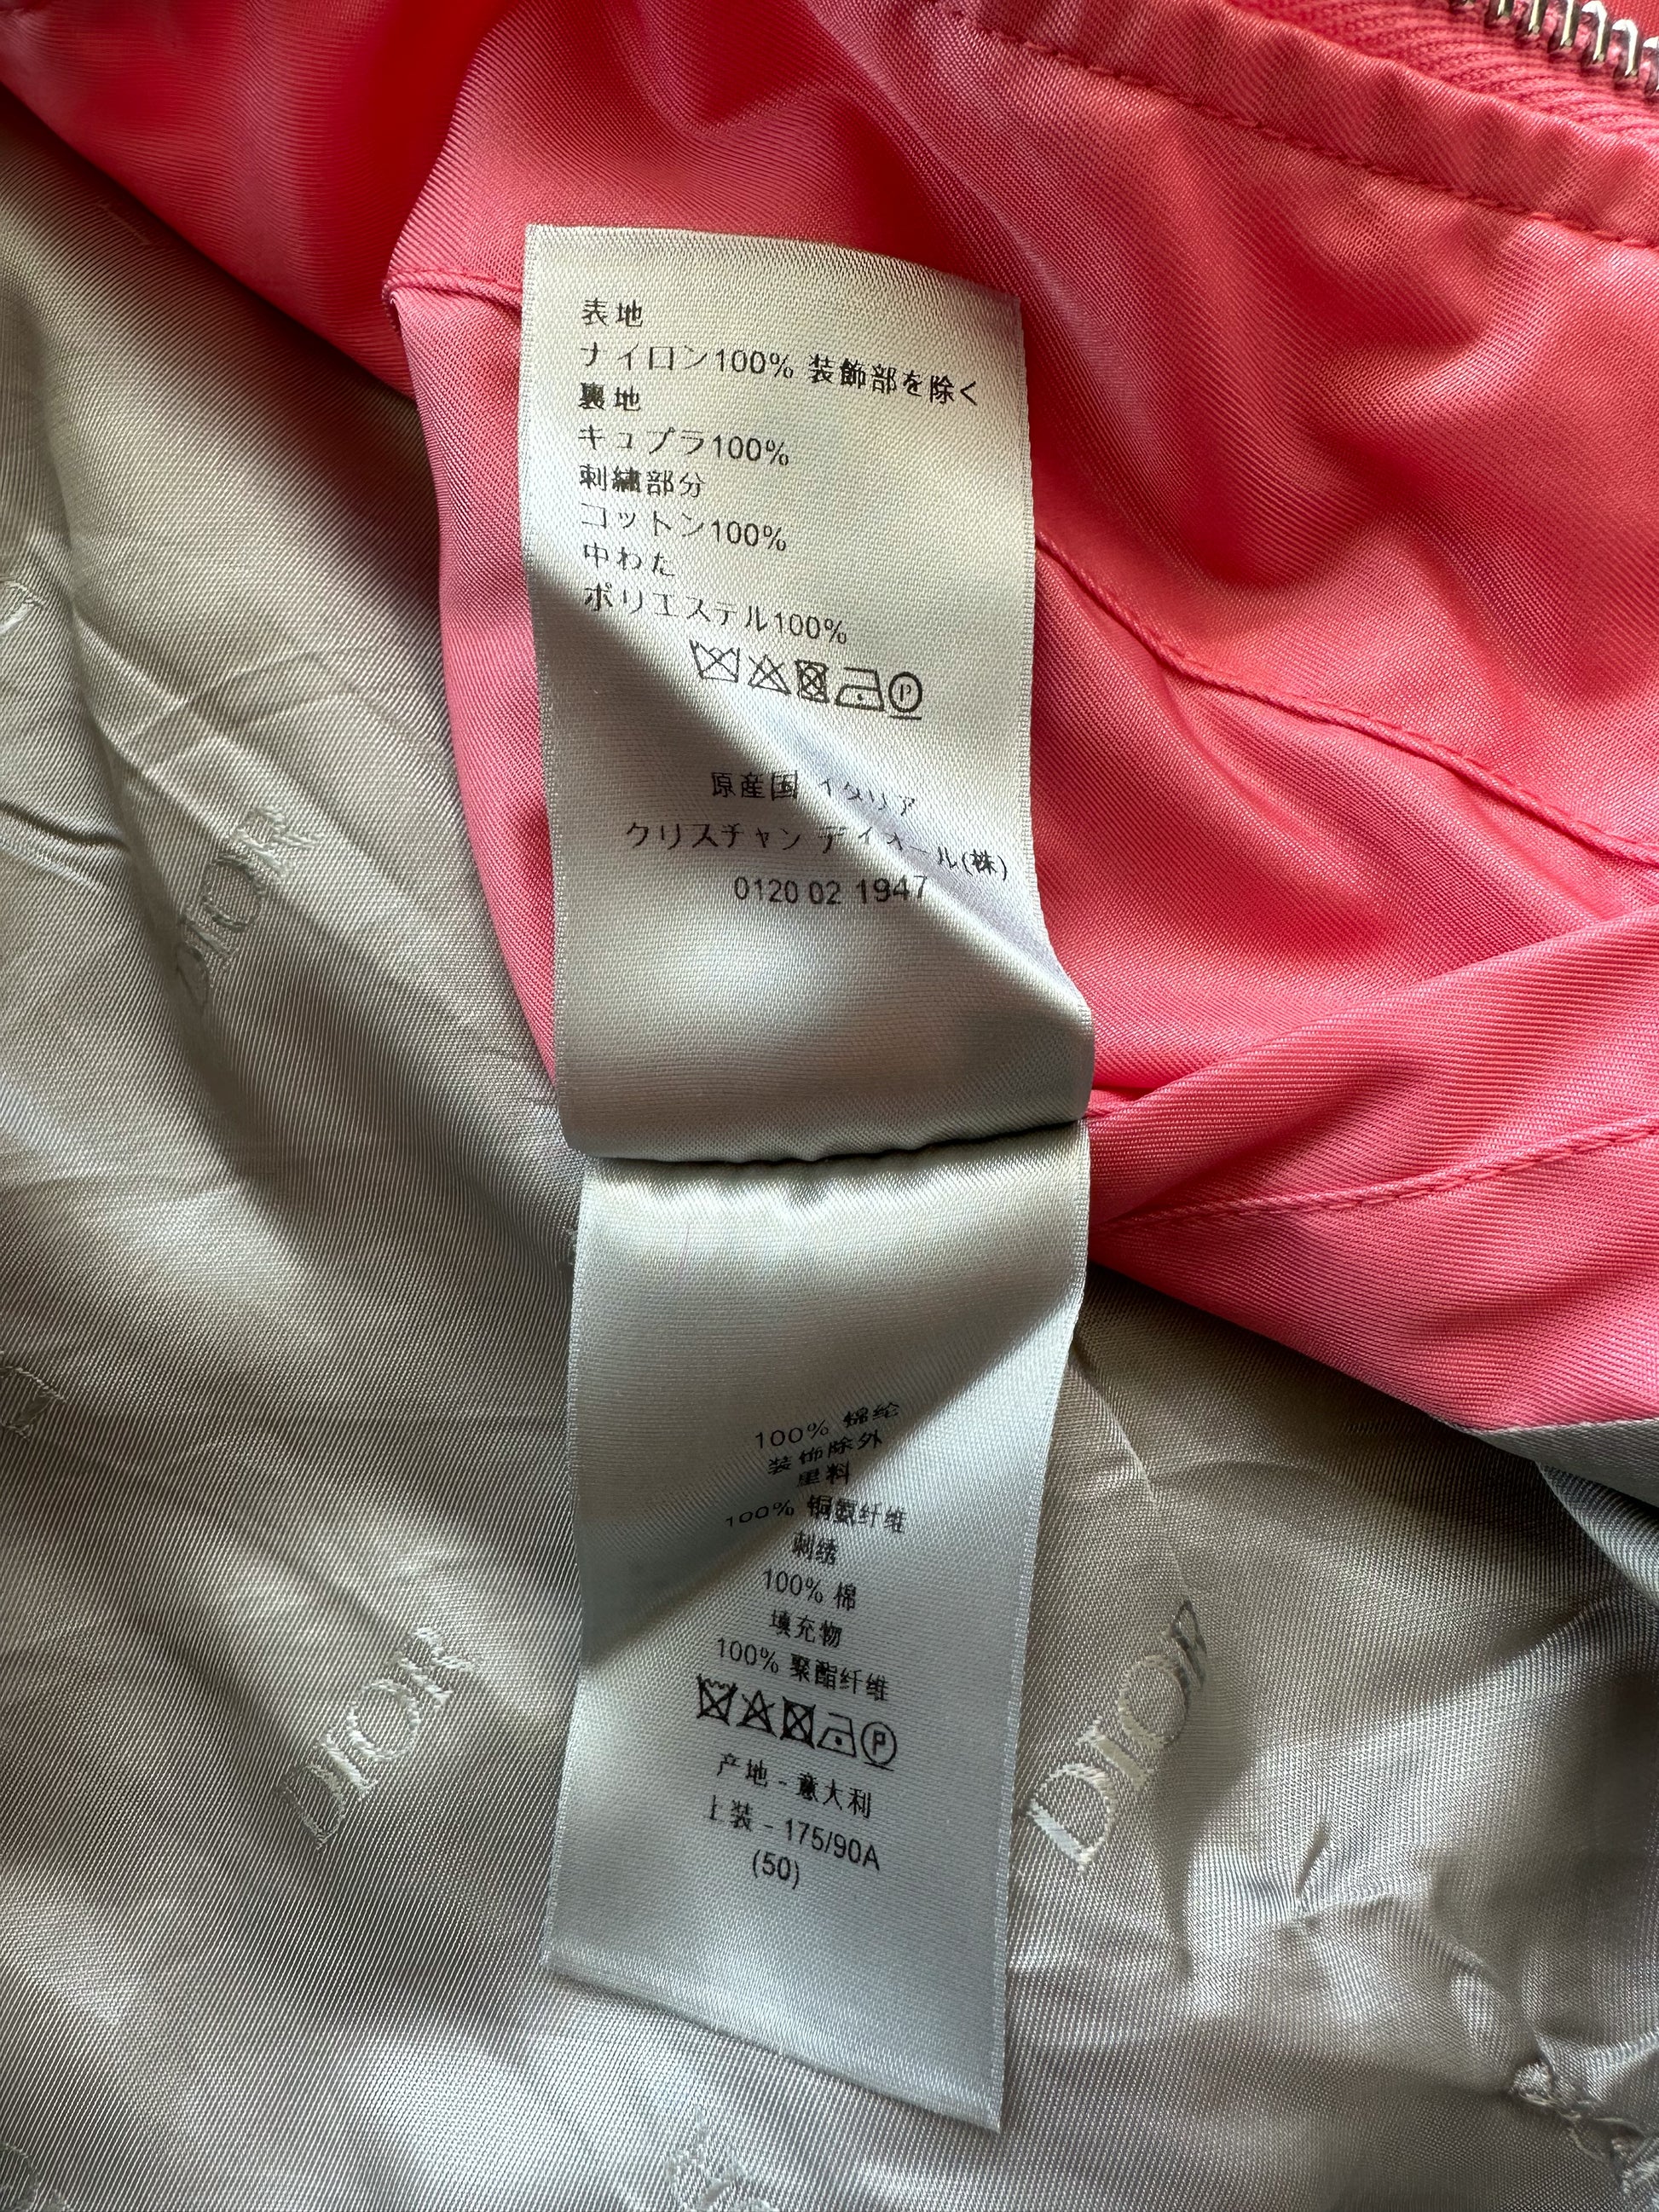 表地
ナイロン100% 装飾部を除く
裏地
キュプラ100%
刺繍部分
コットン100%
中わた
ポリエステル100%
P
原産国 イタリア
クリスチャン ディオール(株)
0120 02 1947
100% 锦纶
装饰除外
里料
100% 铜氨纤维
刺绣
100% 棉
填充物
100% 聚酯纤维
P
产地 - 意大利
上装 - 175/90A
(50)
DIOR
DIOR
DIOR